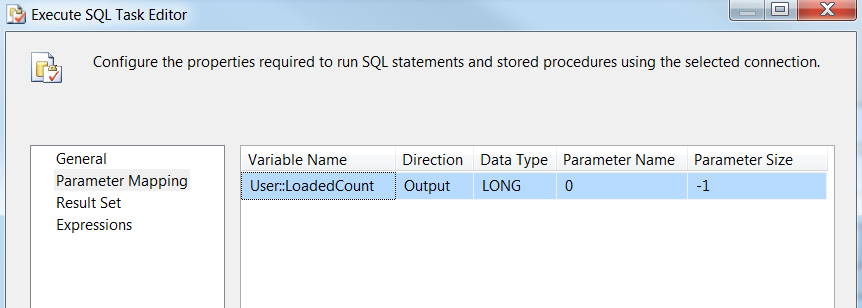 Execute SQL Task Editor
Configure the properties required to run SQL statements and stored procedures using the selected connection.
General
Parameter Mapping
Result Set
Expressions
Variable Name Direction Data Type Parameter Name Parameter Size
User::LoadedCount Output LONG 0 -1